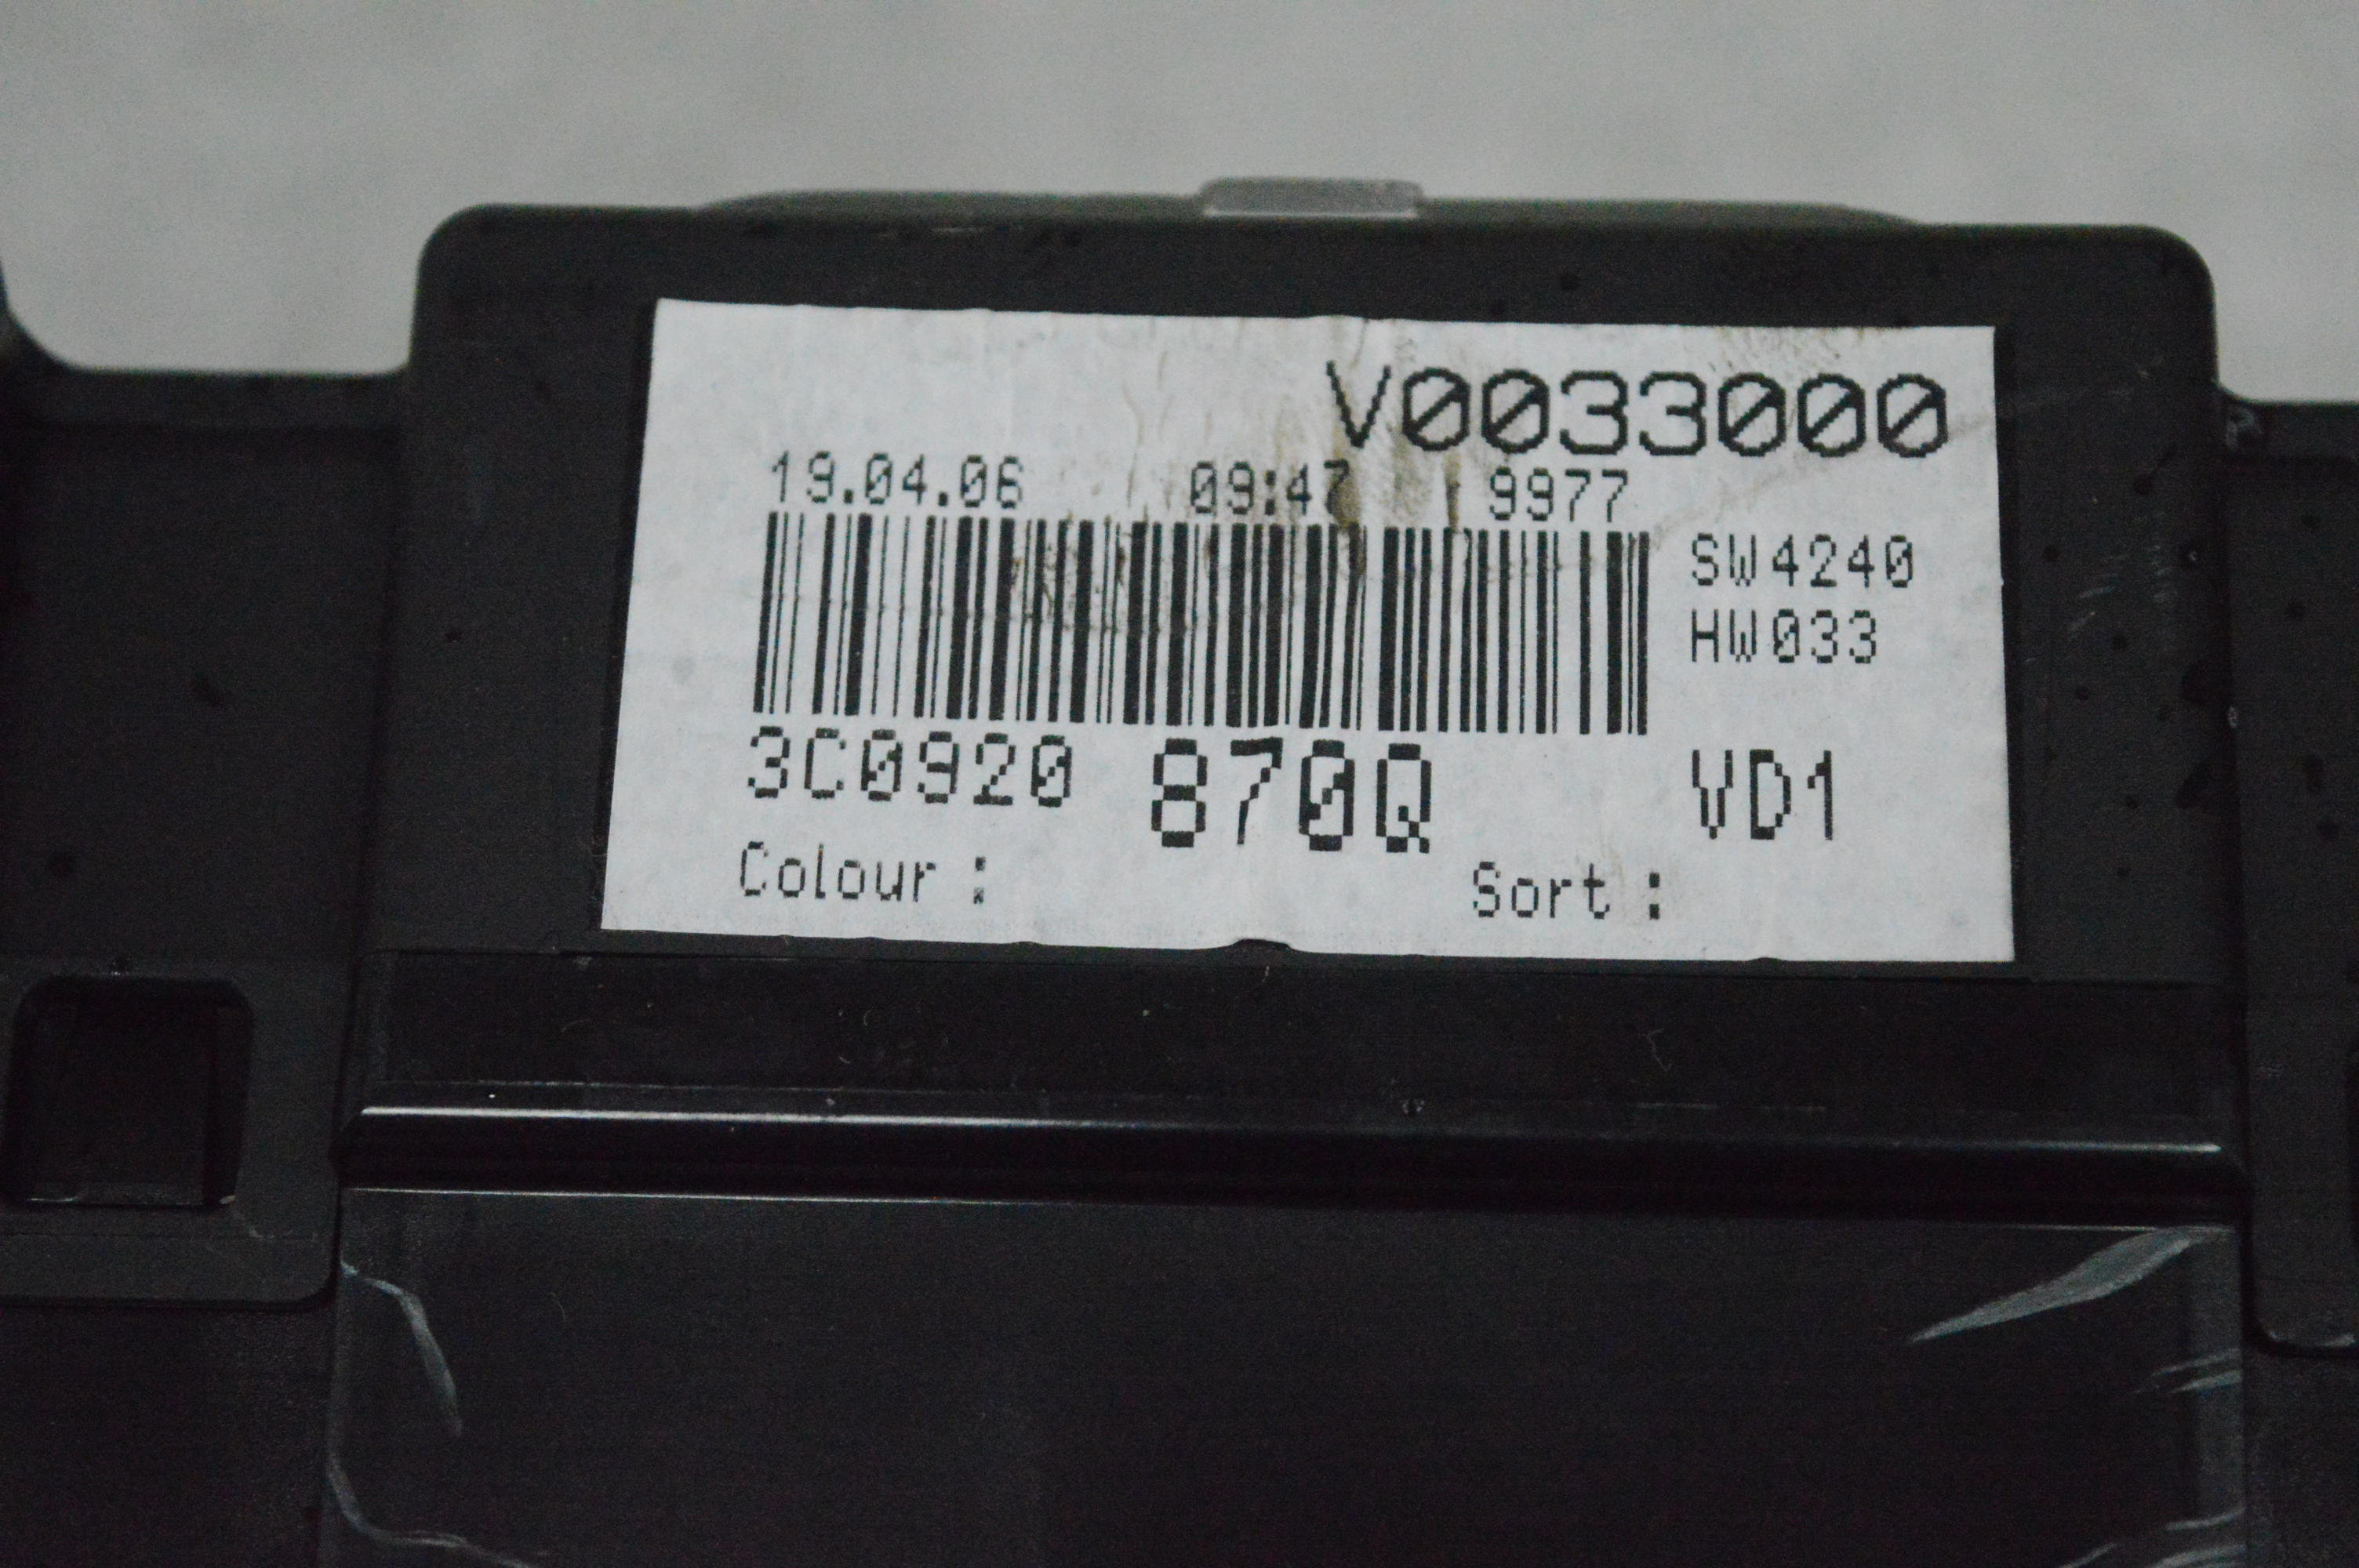 V0033000
19.04.06 09:47 9977
SW4240
HW033
3C0920 870Q VD1
Colour : Sort :